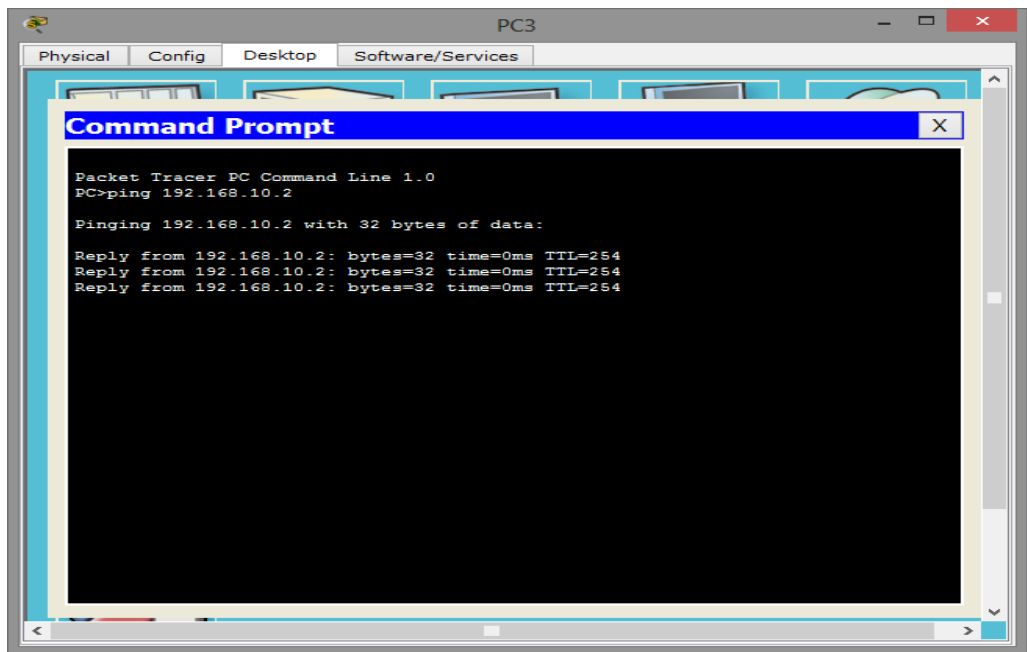 PC3
Physical Config Desktop Software/Services
Command Prompt
X
Packet Tracer PC Command Line 1.0
PC>ping 192.168.10.2
Pinging 192.168.10.2 with 32 bytes of data:
Reply from 192.168.10.2: bytes=32 time=0ms TTL=254
Reply from 192.168.10.2: bytes=32 time=0ms TTL=254
Reply from 192.168.10.2: bytes=32 time=0ms TTL=254